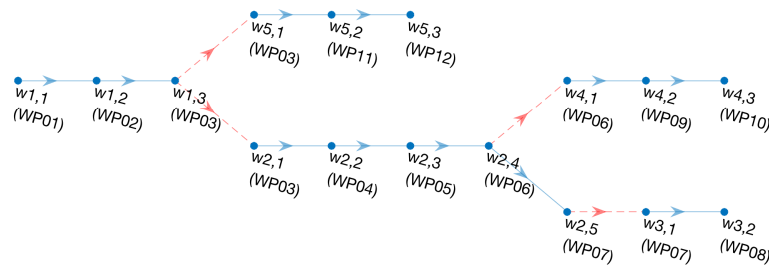 w5,1
(WP03)
w5,2
(WP11)
w5,3
(WP12)
w1,1
(WP01)
w1,2
(WP02)
w1,3
(WP03)
w4,1
(WP06)
w4,2
(WP09)
w4,3
(WP10)
w2,1
(WP03)
w2,2
(WP04)
w2,3
(WP05)
w2,4
(WP06)
w2,5
(WP07)
w3,1
(WP07)
w3,2
(WP08)